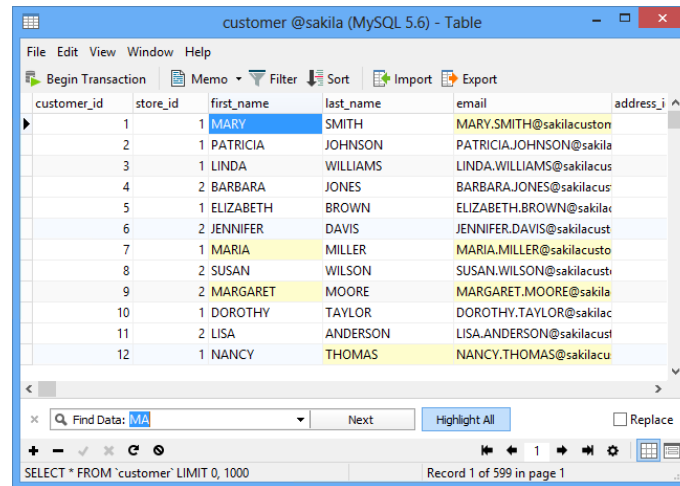 customer @sakila (MySQL 5.6) - Table
File Edit View Window Help
Begin Transaction Memo Filter Sort Import Export
customer_id store_id first_name last_name email address_i
1 1 MARY SMITH MARY.SMITH@sakilacustom
2 1 PATRICIA JOHNSON PATRICIA.JOHNSON@sakila
3 1 LINDA WILLIAMS LINDA.WILLIAMS@sakilacus
4 2 BARBARA JONES BARBARA.JONES@sakilacus
5 1 ELIZABETH BROWN ELIZABETH.BROWN@sakilac
6 2 JENNIFER DAVIS JENNIFER.DAVIS@sakilacust
7 1 MARIA MILLER MARIA.MILLER@sakilacusto
8 2 SUSAN WILSON SUSAN.WILSON@sakilacusto
9 2 MARGARET MOORE MARGARET.MOORE@sakila
10 1 DOROTHY TAYLOR DOROTHY.TAYLOR@sakilac
11 2 LISA ANDERSON LISA.ANDERSON@sakilacust
12 1 NANCY THOMAS NANCY.THOMAS@sakilacu
Find Data: MA Next Highlight All Replace
1
SELECT * FROM `customer` LIMIT 0, 1000 Record 1 of 599 in page 1